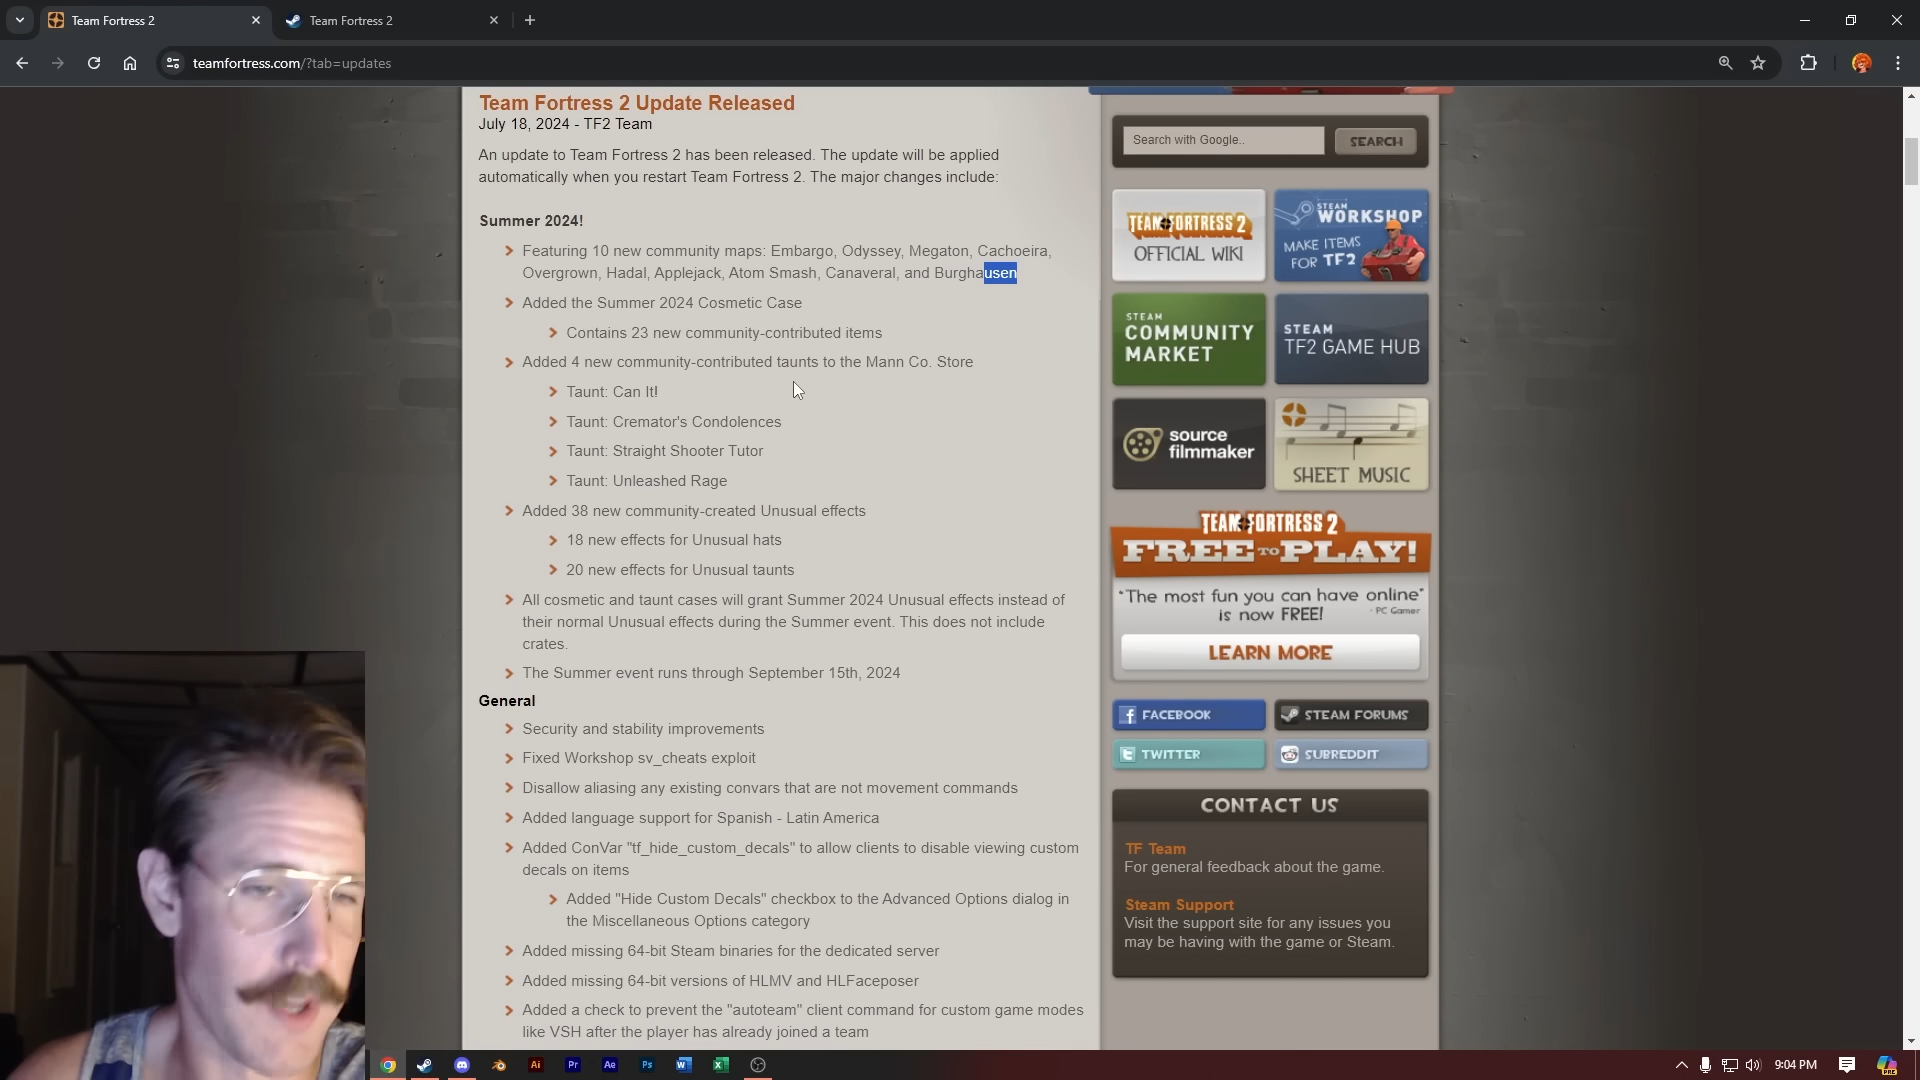 Team Fortress 2
Team Fortress 2
teamfortress.com/?tab=updates
Team Fortress 2 Update Released
July 18, 2024 - TF2 Team
An update to Team Fortress 2 has been released. The update will be applied
automatically when you restart Team Fortress 2. The major changes include:
Summer 2024!
Featuring 10 new community maps: Embargo, Odyssey, Megaton, Cachoeira,
Overgrown, Hadal, Applejack, Atom Smash, Canaveral, and Burghausen
Added the Summer 2024 Cosmetic Case
Contains 23 new community-contributed items
Added 4 new community-contributed taunts to the Mann Co. Store
Taunt: Can It!
Taunt: Cremator's Condolences
Taunt: Straight Shooter Tutor
Taunt: Unleashed Rage
Added 38 new community-created Unusual effects
18 new effects for Unusual hats
20 new effects for Unusual taunts
All cosmetic and taunt cases will grant Summer 2024 Unusual effects instead of
their normal Unusual effects during the Summer event. This does not include
crates.
The Summer event runs through September 15th, 2024
General
Security and stability improvements
Fixed Workshop sv_cheats exploit
Disallow aliasing any existing convars that are not movement commands
Added language support for Spanish - Latin America
Added ConVar "tf_hide_custom_decals" to allow clients to disable viewing custom
decals on items
Added "Hide Custom Decals" checkbox to the Advanced Options dialog in
the Miscellaneous Options category
Added missing 64-bit Steam binaries for the dedicated server
Added missing 64-bit versions of HLMV and HLFaceposer
Added a check to prevent the "autoteam" client command for custom game modes
like VSH after the player has already joined a team
Search with Google..
SEARCH
TEAM FORTRESS 2
OFFICIAL WIKI
STEAM
WORKSHOP
MAKE ITEMS
FOR TF2
STEAM
COMMUNITY
MARKET
STEAM
TF2 GAME HUB
source
filmmaker
SHEET MUSIC
TEAM FORTRESS 2
FREE TO PLAY!
"The most fun you can have online"
- PC Gamer
is now FREE!
LEARN MORE
FACEBOOK
STEAM FORUMS
TWITTER
SUBREDDIT
CONTACT US
TF Team
For general feedback about the game.
Steam Support
Visit the support site for any issues you
may be having with the game or Steam.
Ai
Pr
Ae
Ps
9:04 PM